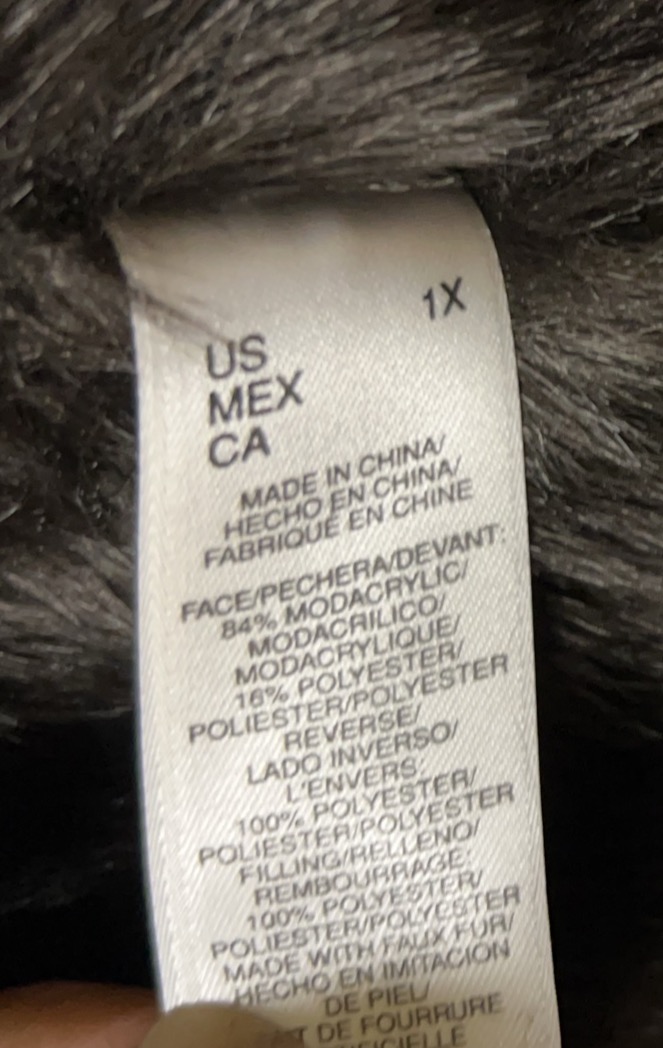 1X
US
MEX
CA
MADE IN CHINA/
HECHO EN CHINA/
FABRIQUÉ EN CHINE
FACE/PECHERA/DEVANT:
84% MODACRYLIC/
MODACRILICO/
MODACRYLIQUE/
16% POLYESTER/
POLIESTER/POLYESTER
REVERSE/
LADO INVERSO/
L'ENVERS:
100% POLYESTER/
POLIESTER/POLYESTER
FILLING/RELLENO/
REMBOURRAGE:
100% POLYESTER/
POLIESTER/POLYESTER
MADE WITH FAUX FUR/
HECHO EN IMITACION
DE PIEL/
DE FOURRURE